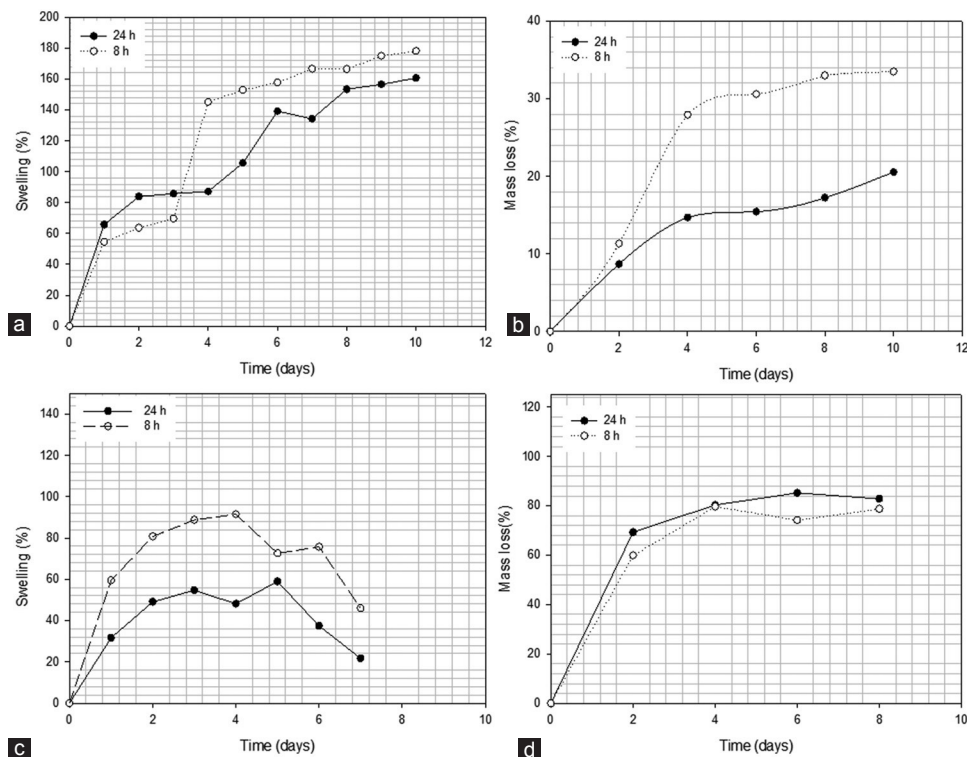 200
180
160
140
120
100
80
60
40
20
0
Swelling (%)
24 h
8 h
0 2 4 6 8 10 12
Time (days)
a
40
30
20
10
0
Mass loss (%)
24 h
8 h
0 2 4 6 8 10 12
Time (days)
b
140
120
100
80
60
40
20
0
Swelling (%)
24 h
8 h
0 2 4 6 8 10
Time (days)
c
120
100
80
60
40
20
0
Mass loss(%)
24 h
8 h
0 2 4 6 8 10
Time (days)
d